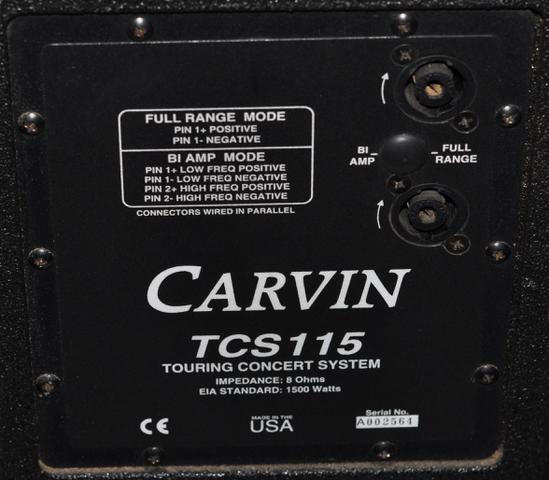 FULL RANGE MODE
PIN 1+ POSITIVE
PIN 1- NEGATIVE
BI AMP MODE
PIN 1+ LOW FREQ POSITIVE
PIN 1- LOW FREQ NEGATIVE
PIN 2+ HIGH FREQ POSITIVE
PIN 2- HIGH FREQ NEGATIVE
CONNECTORS WIRED IN PARALLEL
BI
AMP
FULL
RANGE
CARVIN
TCS115
TOURING CONCERT SYSTEM
IMPEDANCE: 8 Ohms
EIA STANDARD: 1500 Watts
CE
MADE IN THE
USA
Serial No.
A002564